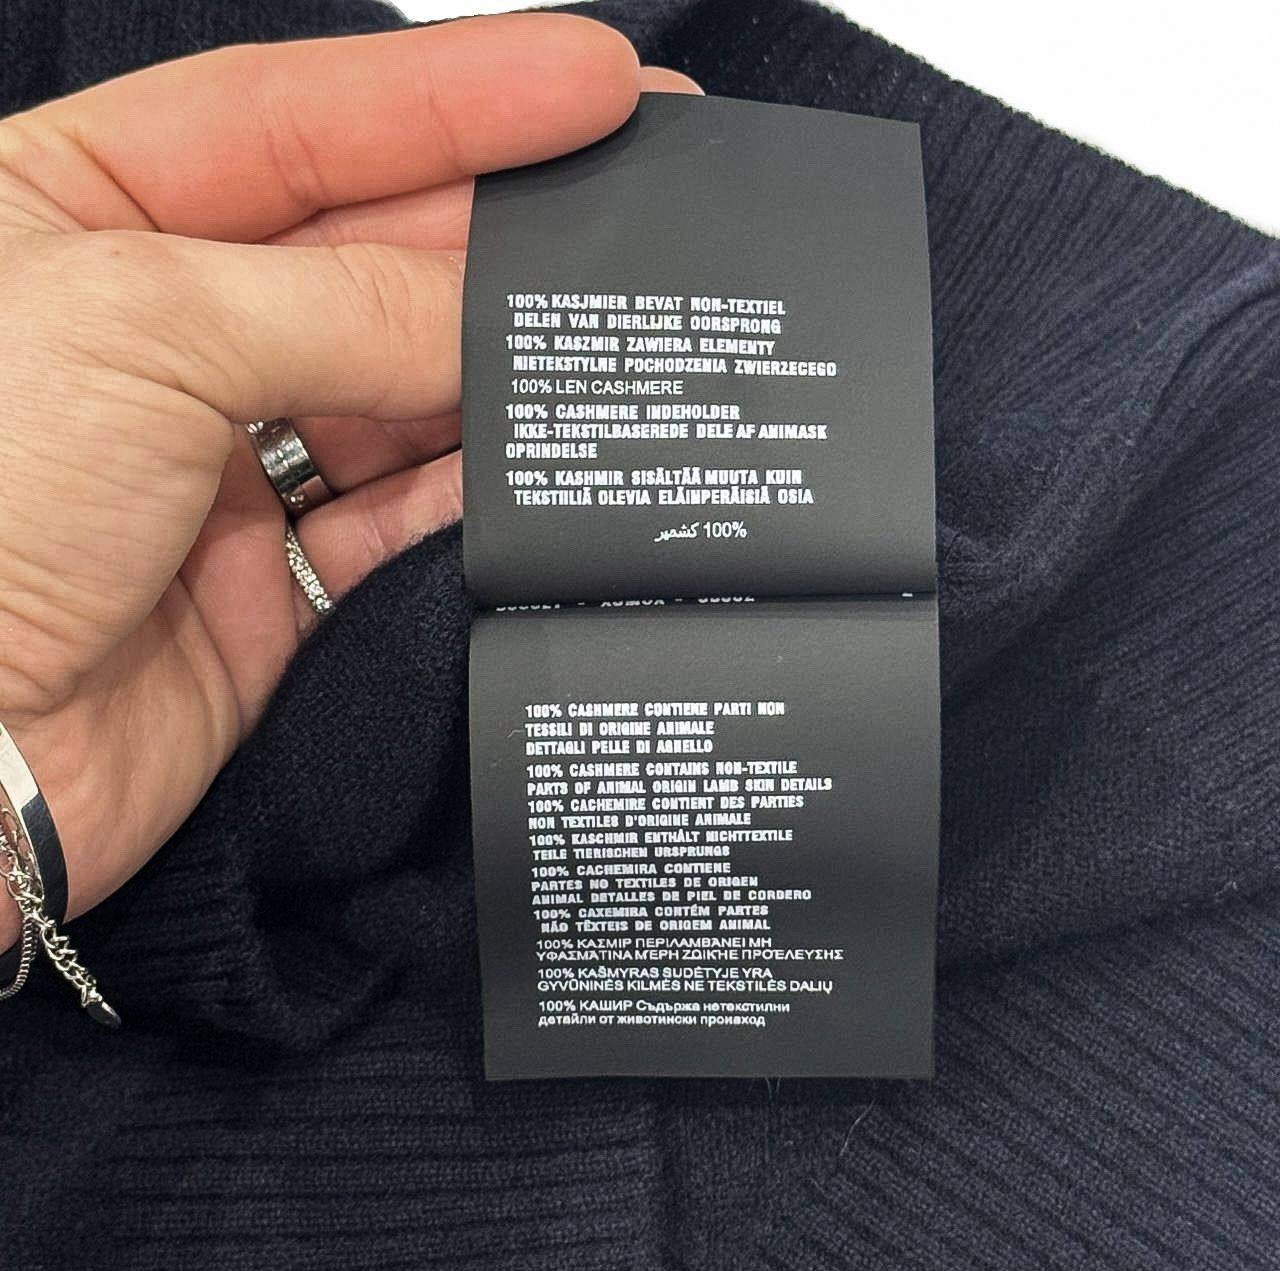 100% KASJMIER BEVAT NON-TEXTIEL
DELEN VAN DIERLIJKE OORSPRONG
100% KASZMIR ZAWIERA ELEMENTY
NIETEKSTYLNE POCHODZENIA ZWIERZECEGO
100% LEN CASHMERE
100% CASHMERE INDEHOLDER
IKKE-TEKSTILBASEREDE DELE AF ANIMASK
OPRINDELSE
100% KASHMIR SISÄLTÄÄ MUUTA KUIN
TEKSTIILIÄ OLEVIA ELÄINPERÄISIÄ OSIA
100% كشمير
100% CASHMERE CONTIENE PARTI NON
TESSILI DI ORIGINE ANIMALE
DETTAGLI PELLE DI AGNELLO
100% CASHMERE CONTAINS NON-TEXTILE
PARTS OF ANIMAL ORIGIN LAMB SKIN DETAILS
100% CACHEMIRE CONTIENT DES PARTIES
NON TEXTILES D'ORIGINE ANIMALE
100% KASCHMIR ENTHÄLT NICHTTEXTILE
TEILE TIERISCHEN URSPRUNGS
100% CACHEMIRA CONTIENE
PARTES NO TEXTILES DE ORIGEN
ANIMAL DETALLES DE PIEL DE CORDERO
100% CAXEMIRA CONTÉM PARTES
NÃO TÊXTEIS DE ORIGEM ANIMAL
100% ΚΑΣΜΙΡ ΠΕΡΙΛΑΜΒΆΝΕΙ ΜΗ
ΥΦΑΣΜΆΤΙΝΑ ΜΈΡΗ ΖΩΙΚΉΣ ΠΡΟΈΛΕΥΣΗΣ
100% KAŠMYRAS SUDĖTYJE YRA
GYVŪNINĖS KILMĖS NE TEKSTILĖS DALIŲ
100% КАШИР Съдържа нетекстилни
детайли от животински произход